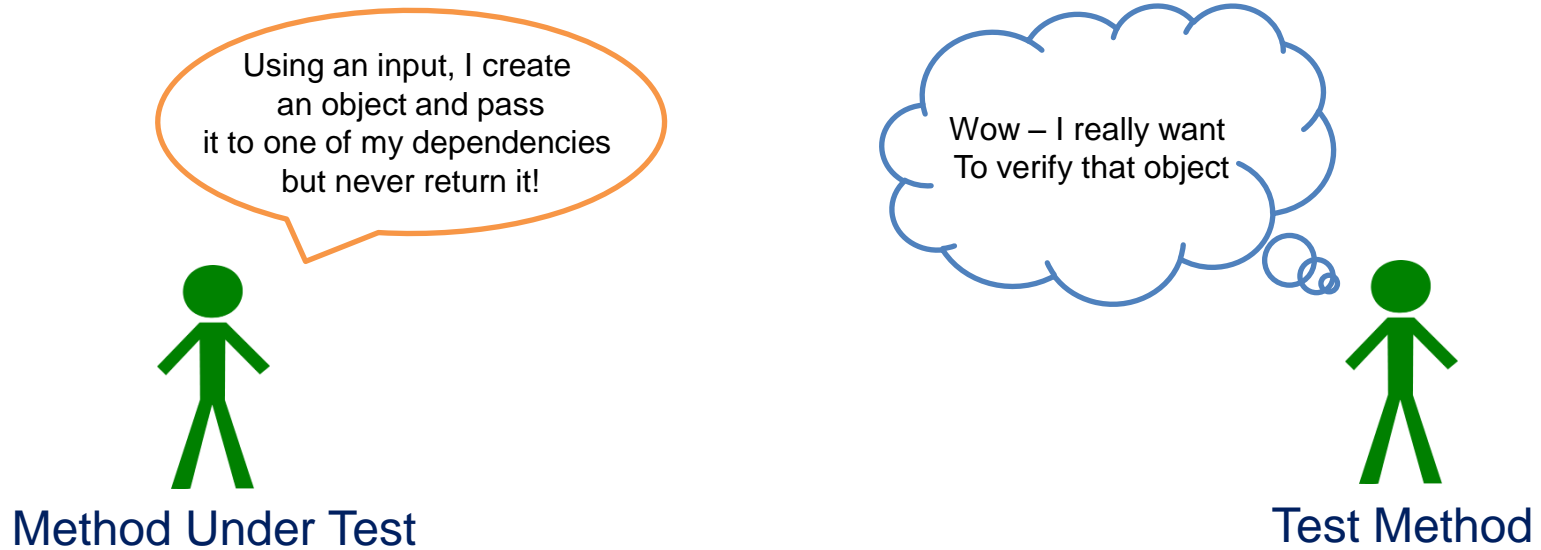 Using an input, I create
an object and pass
it to one of my dependencies
but never return it!
Wow – I really want
To verify that object
Method Under Test
Test Method